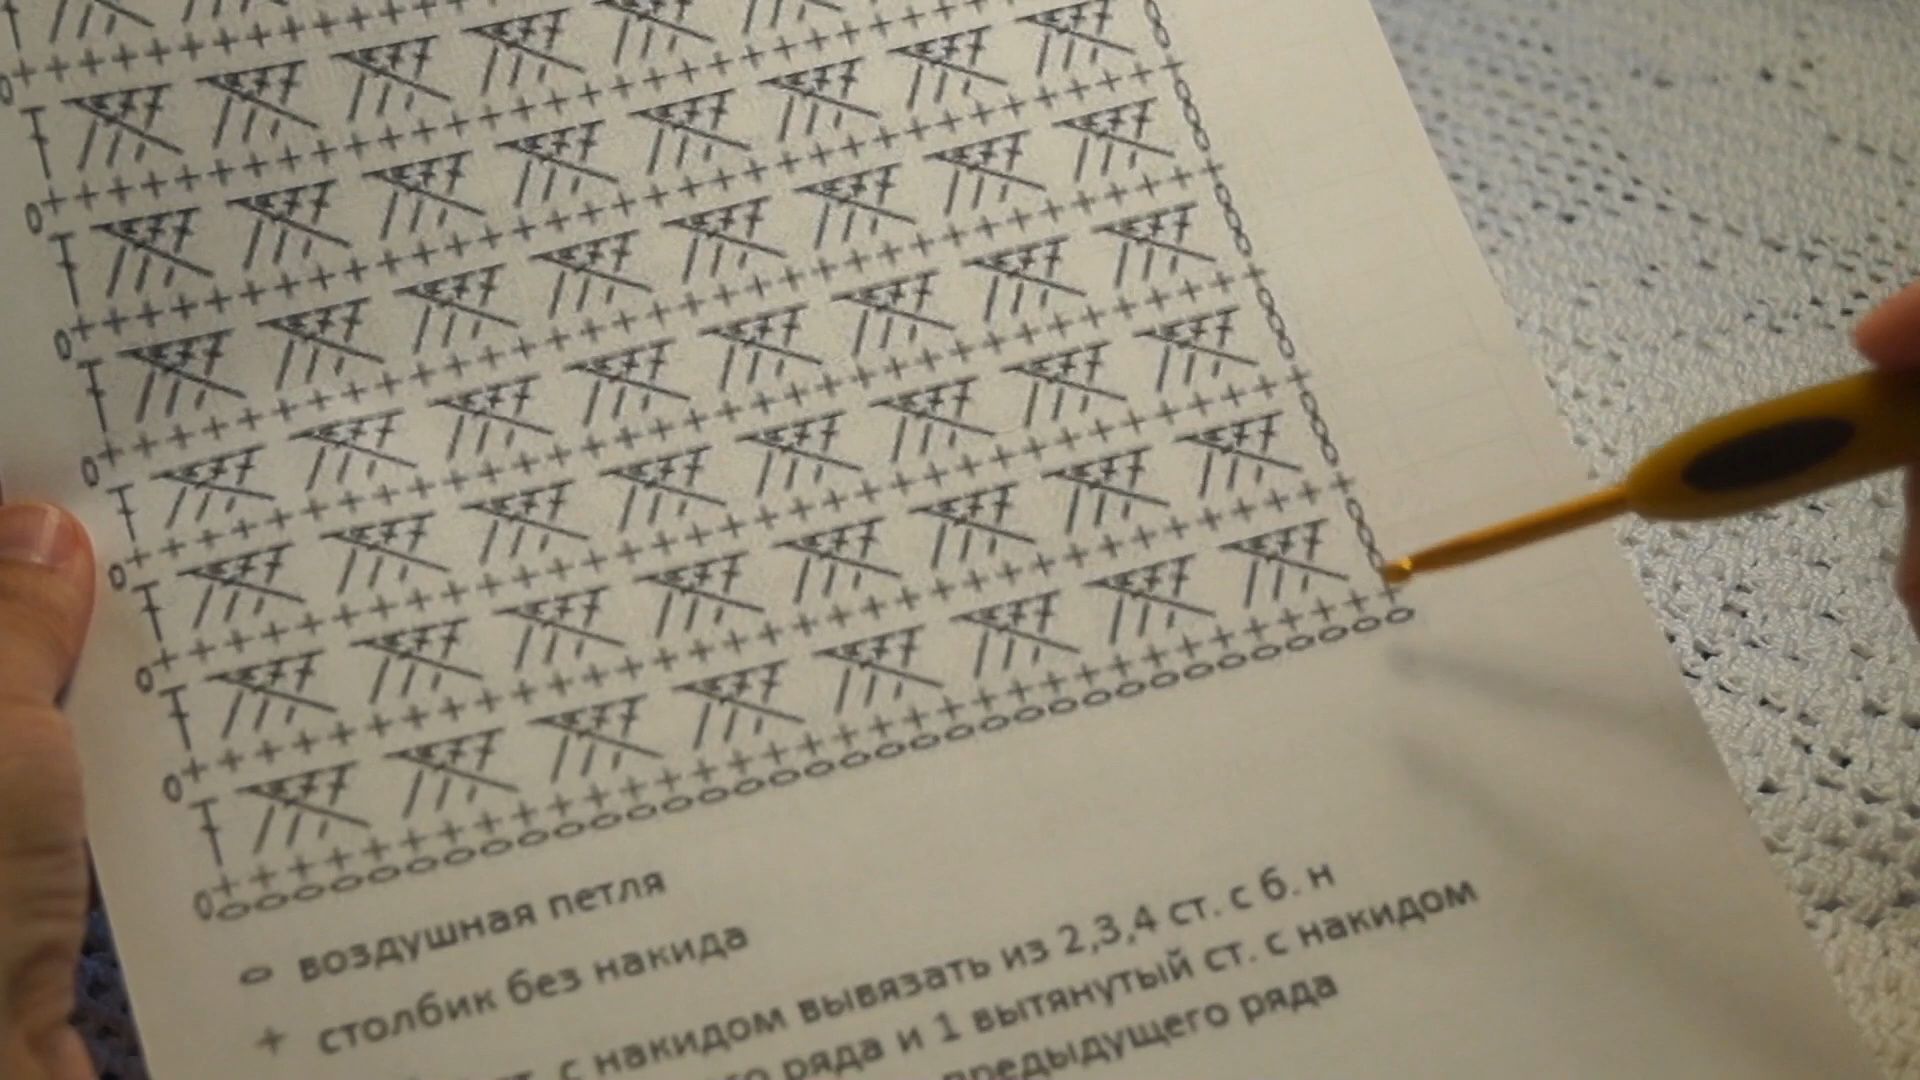 воздушная петля
столбик без накида
ст. с накидом вывязать из 2,3,4 ст. с б. н
ряда и 1 вытянутый ст. с накидом
предыдущего ряда